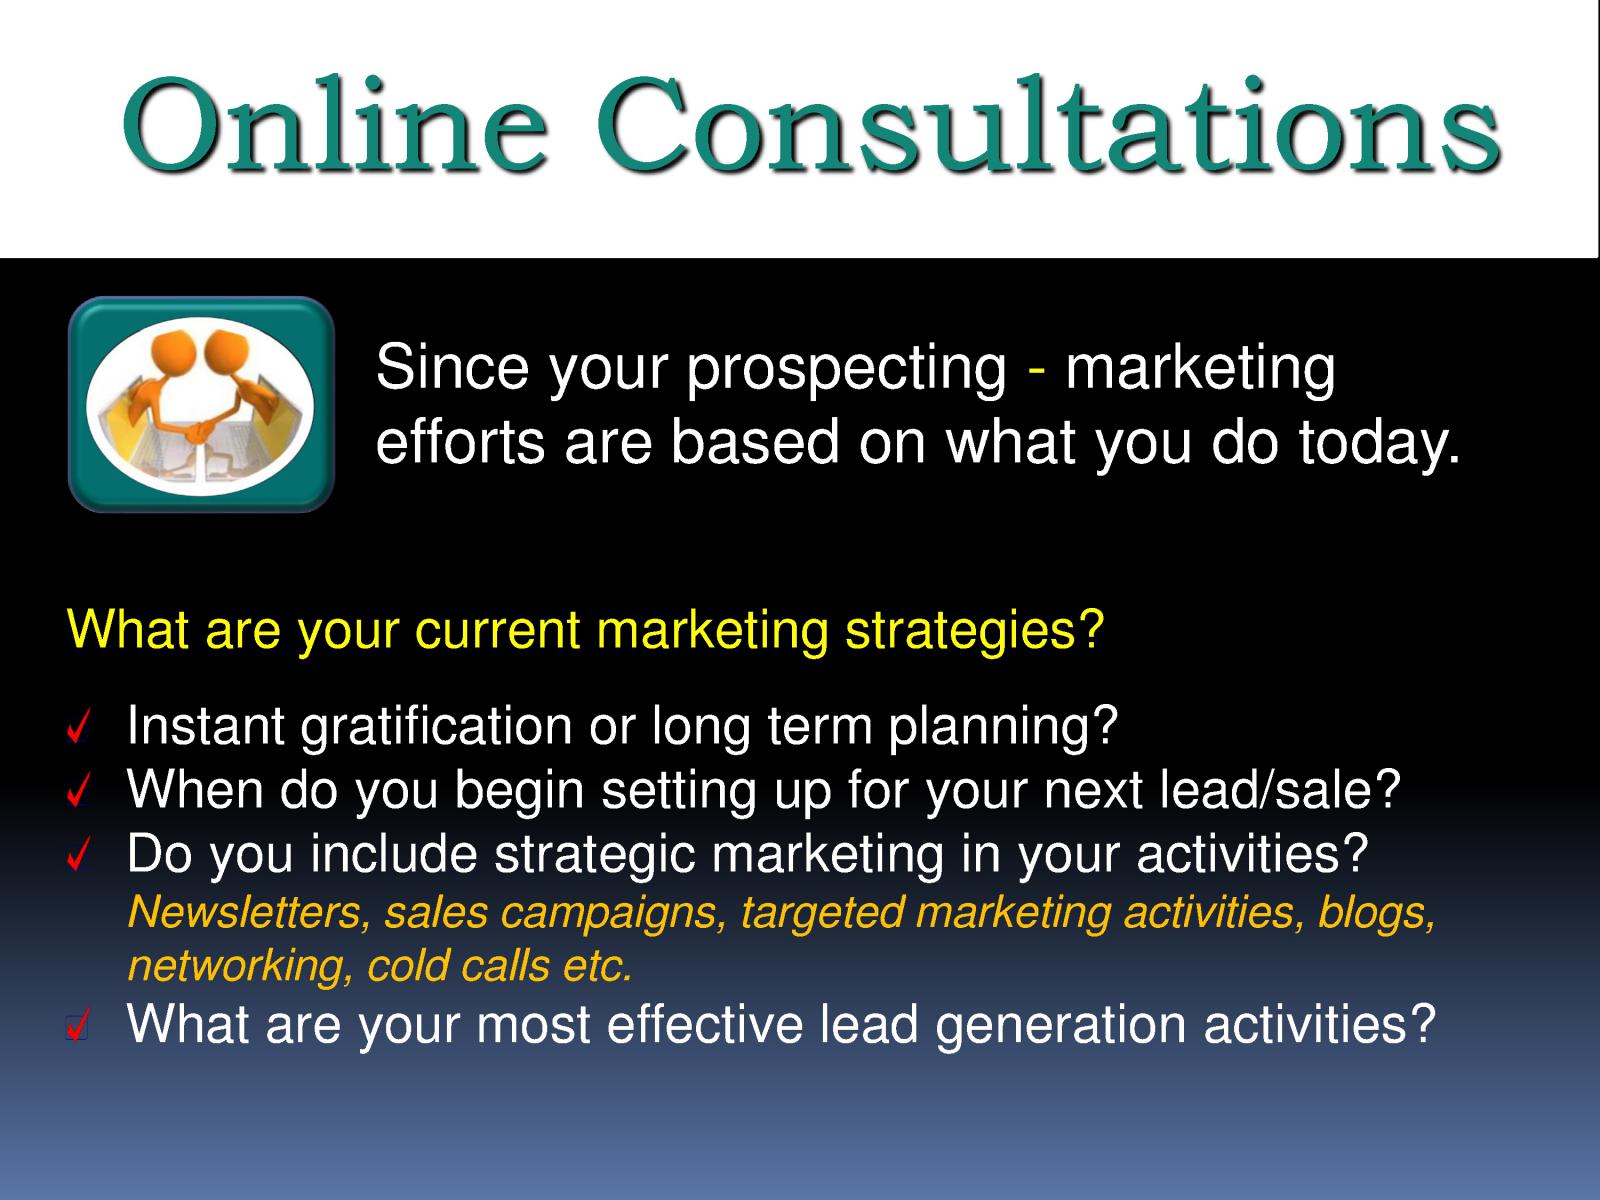 Online Consultations
Since your prospecting - marketing
efforts are based on what you do today.
What are your current marketing strategies?
Instant gratification or long term planning?
When do you begin setting up for your next lead/sale?
Do you include strategic marketing in your activities?
Newsletters, sales campaigns, targeted marketing activities, blogs,
networking, cold calls etc.
What are your most effective lead generation activities?